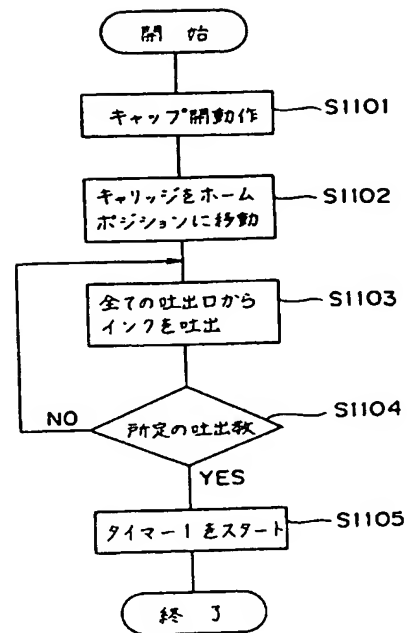 開始
キャップ開動作
S1101
キャリッジをホーム
ポジションに移動
S1102
全ての吐出口から
インクを吐出
S1103
所定の吐出数
S1104
NO
YES
タイマー1をスタート
S1105
終了